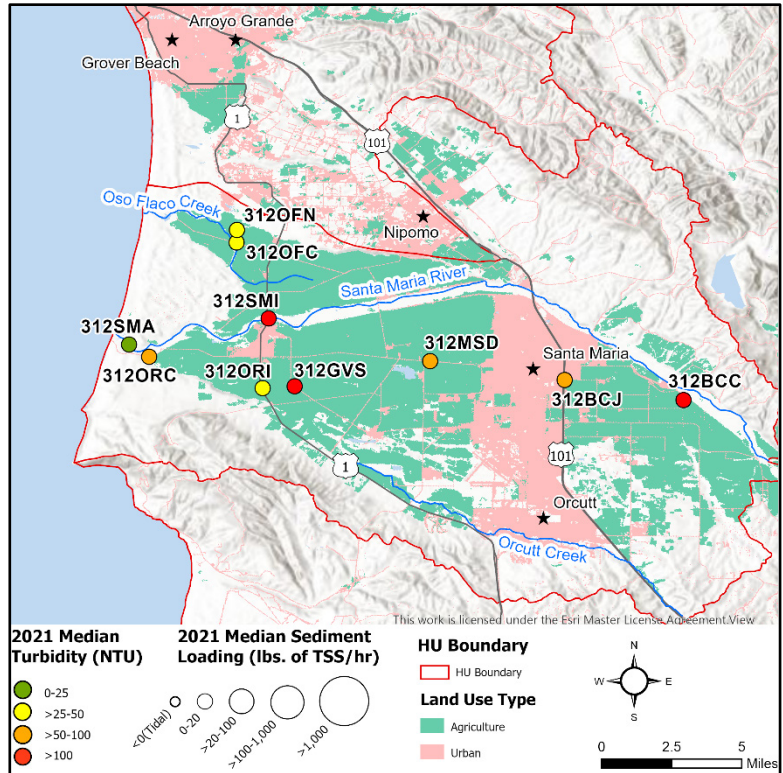 Arroyo Grande
Grover Beach
1
101
Oso Flaco Creek
312OFN
Nipomo
312OFC
Santa Maria River
312SMI
312SMA
312MSD
Santa Maria
312ORC
312ORI
312GVS
312BCJ
312BCC
1
101
Orcutt
Orcutt Creek
This work is licensed under the Esri Master License Agreement View
2021 Median
Turbidity (NTU)
0-25
>25-50
>50-100
>100
2021 Median Sediment
Loading (lbs. of TSS/hr)
<0(Tidal)
0-20
>20-100
>100-1,000
>1,000
HU Boundary
HU Boundary
Land Use Type
Agriculture
Urban
N
W
E
S
0
2.5
5
Miles